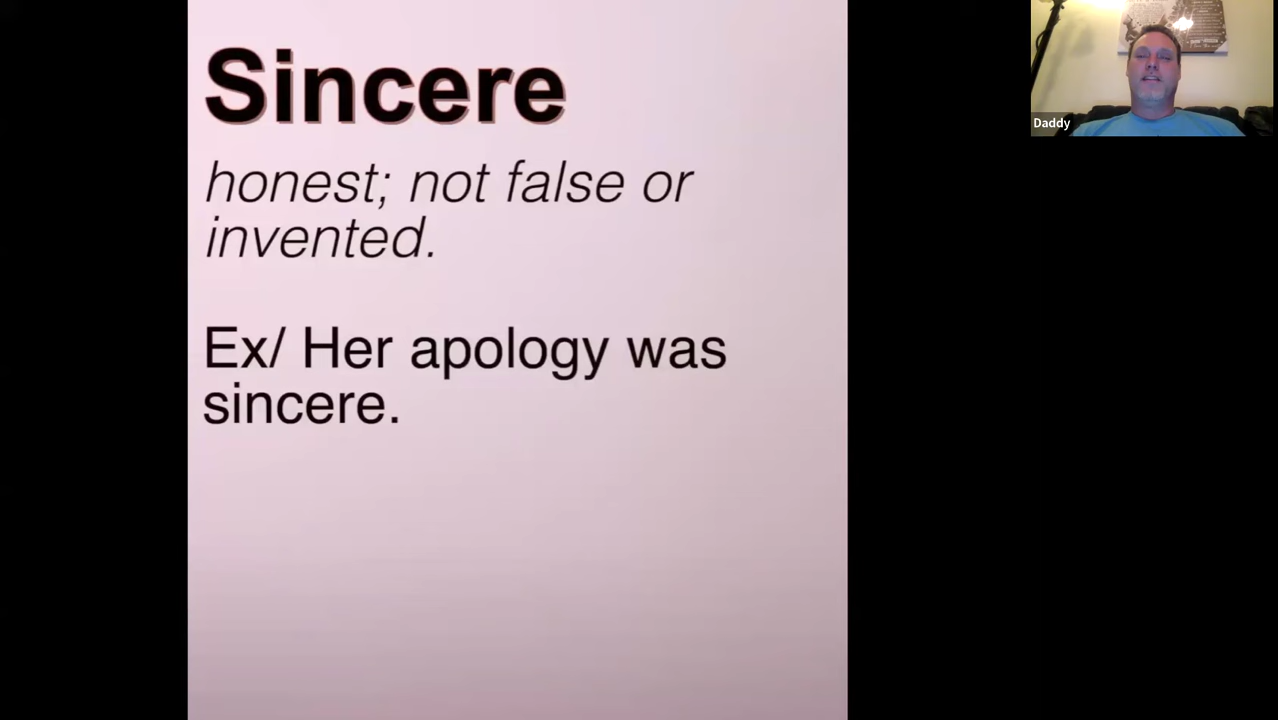 Sincere
honest; not false or
invented.
Ex/ Her apology was
sincere.
Daddy